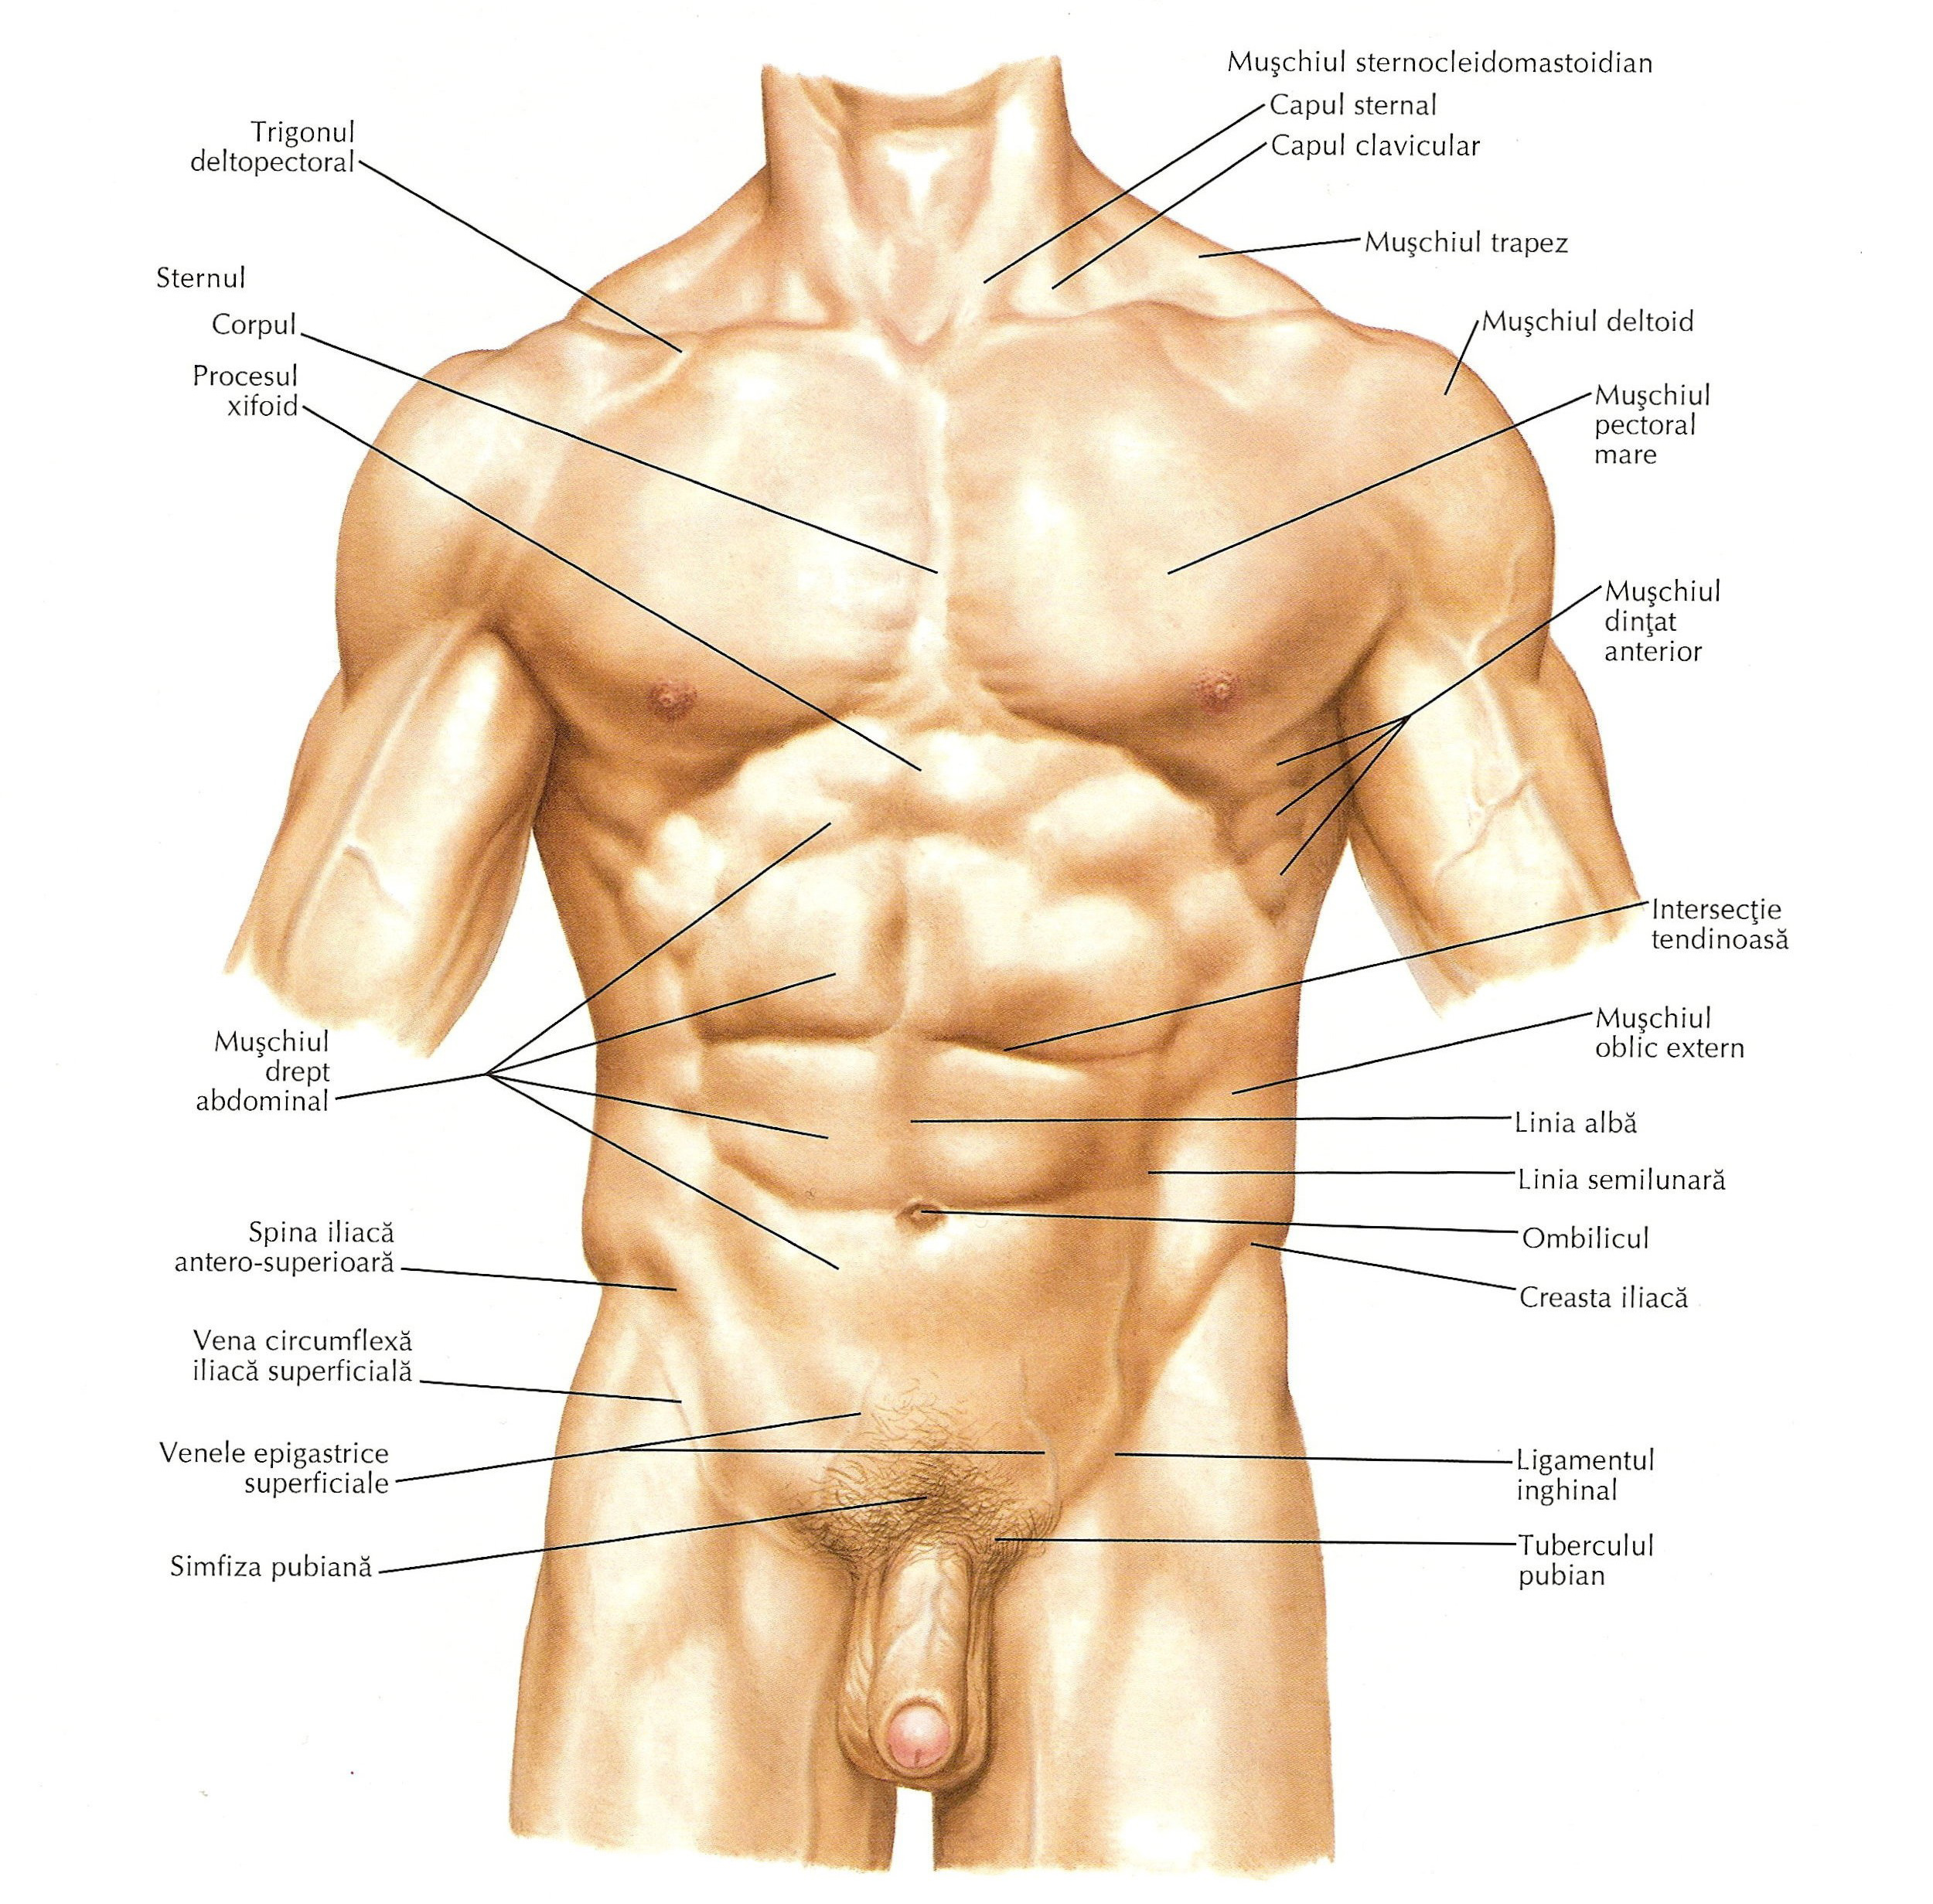 Trigonul
deltopectoral
Sternul
Corpul
Procesul
xifoid
Muşchiul
drept
abdominal
Spina iliacă
antero-superioară
Vena circumflexă
iliacă superficială
Venele epigastrice
superficiale
Simfiza pubiană
Muşchiul sternocleidomastoidian
Capul sternal
Capul clavicular
Muşchiul trapez
Muşchiul deltoid
Muşchiul
pectoral
mare
Muşchiul
dinţat
anterior
Intersecţie
tendinoasă
Muşchiul
oblic extern
Linia albă
Linia semilunară
Ombilicul
Creasta iliacă
Ligamentul
inghinal
Tuberculul
pubian